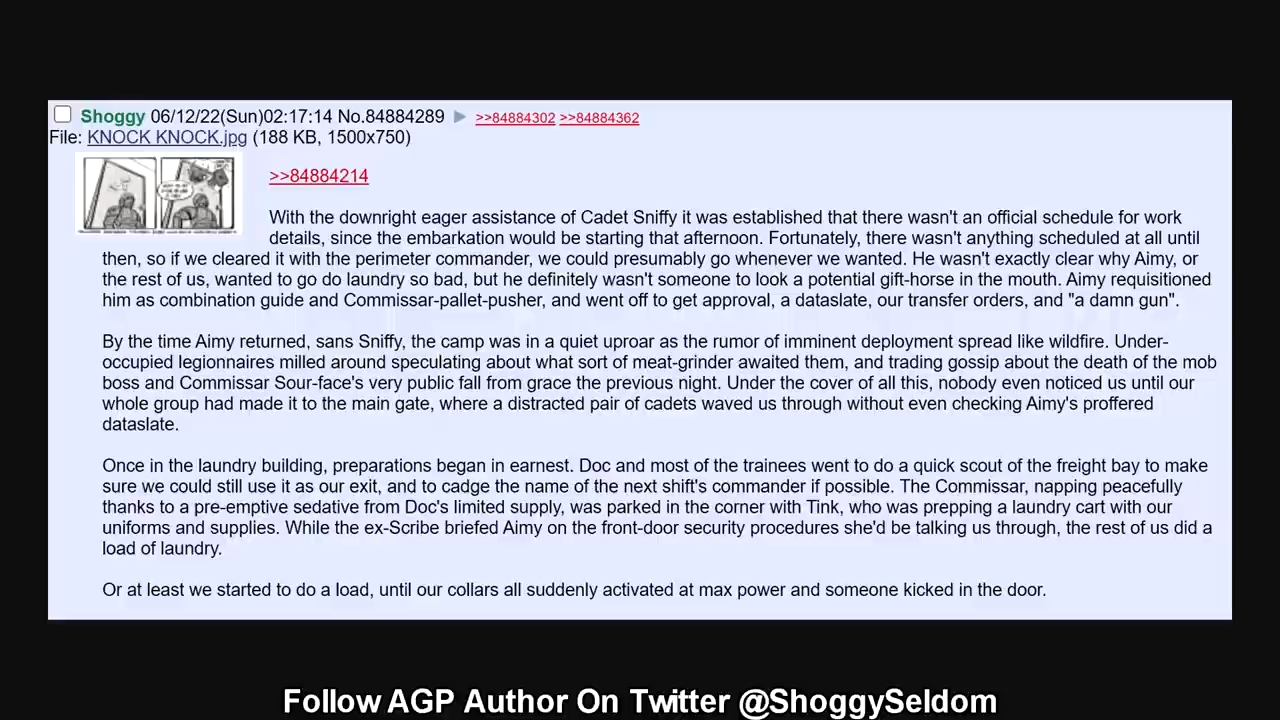 Shoggy 06/12/22(Sun)02:17:14 No.84884289 ▶ >>84884302 >>84884362
File: KNOCK KNOCK.jpg (188 KB, 1500x750)
>>84884214
With the downright eager assistance of Cadet Sniffy it was established that there wasn't an official schedule for work
details, since the embarkation would be starting that afternoon. Fortunately, there wasn't anything scheduled at all until
then, so if we cleared it with the perimeter commander, we could presumably go whenever we wanted. He wasn't exactly clear why Aimy, or
the rest of us, wanted to go do laundry so bad, but he definitely wasn't someone to look a potential gift-horse in the mouth. Aimy requisitioned
him as combination guide and Commissar-pallet-pusher, and went off to get approval, a dataslate, our transfer orders, and "a damn gun".
By the time Aimy returned, sans Sniffy, the camp was in a quiet uproar as the rumor of imminent deployment spread like wildfire. Under-
occupied legionnaires milled around speculating about what sort of meat-grinder awaited them, and trading gossip about the death of the mob
boss and Commissar Sour-face's very public fall from grace the previous night. Under the cover of all this, nobody even noticed us until our
whole group had made it to the main gate, where a distracted pair of cadets waved us through without even checking Aimy's proffered
dataslate.
Once in the laundry building, preparations began in earnest. Doc and most of the trainees went to do a quick scout of the freight bay to make
sure we could still use it as our exit, and to cadge the name of the next shift's commander if possible. The Commissar, napping peacefully
thanks to a pre-emptive sedative from Doc's limited supply, was parked in the corner with Tink, who was prepping a laundry cart with our
uniforms and supplies. While the ex-Scribe briefed Aimy on the front-door security procedures she'd be talking us through, the rest of us did a
load of laundry.
Or at least we started to do a load, until our collars all suddenly activated at max power and someone kicked in the door.
Follow AGP Author On Twitter @ShoggySeldom